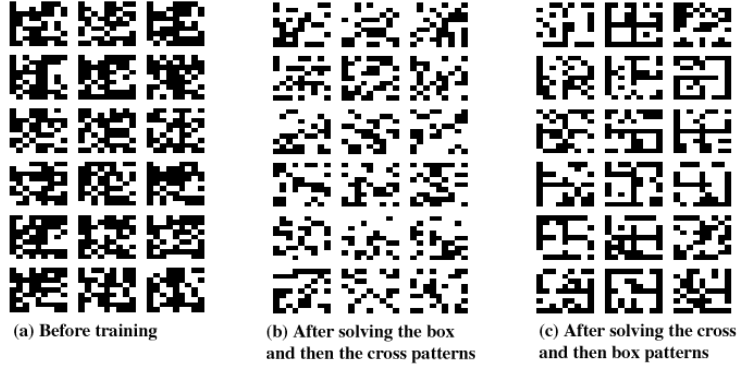 (a) Before training
(b) After solving the box
and then the cross patterns
(c) After solving the cross
and then box patterns